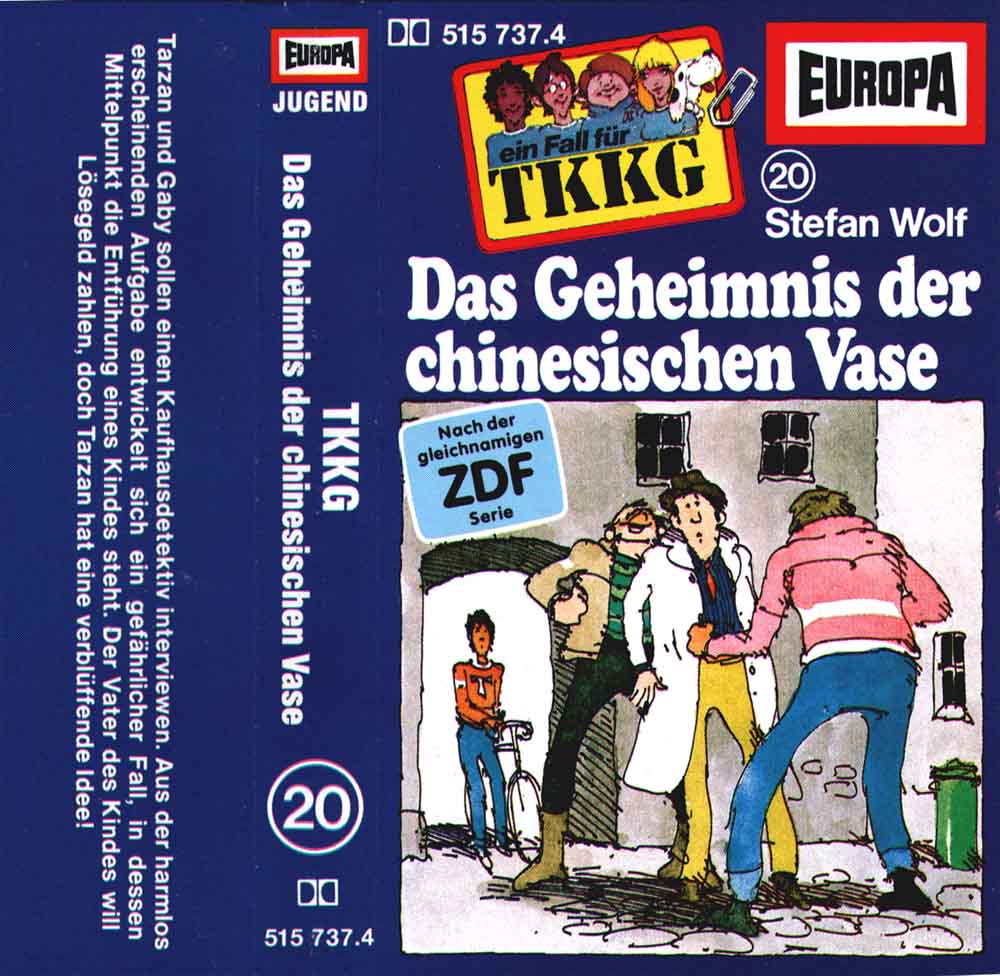 Tarzan und Gaby sollen einen Kaufhausdetektiv interviewen. Aus der harmlos
erscheinenden Aufgabe entwickelt sich ein gefährlicher Fall, in dessen
Mittelpunkt die Entführung eines Kindes steht. Der Vater des Kindes will
Lösegeld zahlen, doch Tarzan hat eine verblüffende Idee!
EUROPA
JUGEND
TKKG
Das Geheimnis der chinesischen Vase
20
515 737.4
515 737.4
ein Fall für
TKKG
EUROPA
20
Stefan Wolf
Das Geheimnis der
chinesischen Vase
Nach der
gleichnamigen
ZDF
Serie
T